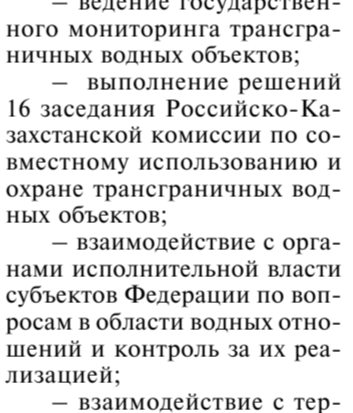 — ведение государствен-
ного мониторинга трансгра-
ничных водных объектов;
— выполнение решений
16 заседания Российско-Ка-
захстанской комиссии по со-
вместному использованию и
охране трансграничных вод-
ных объектов;
— взаимодействие с орга-
нами исполнительной власти
субъектов Федерации по воп-
росам в области водных отно-
шений и контроль за их реа-
лизацией;
— взаимодействие с тер-